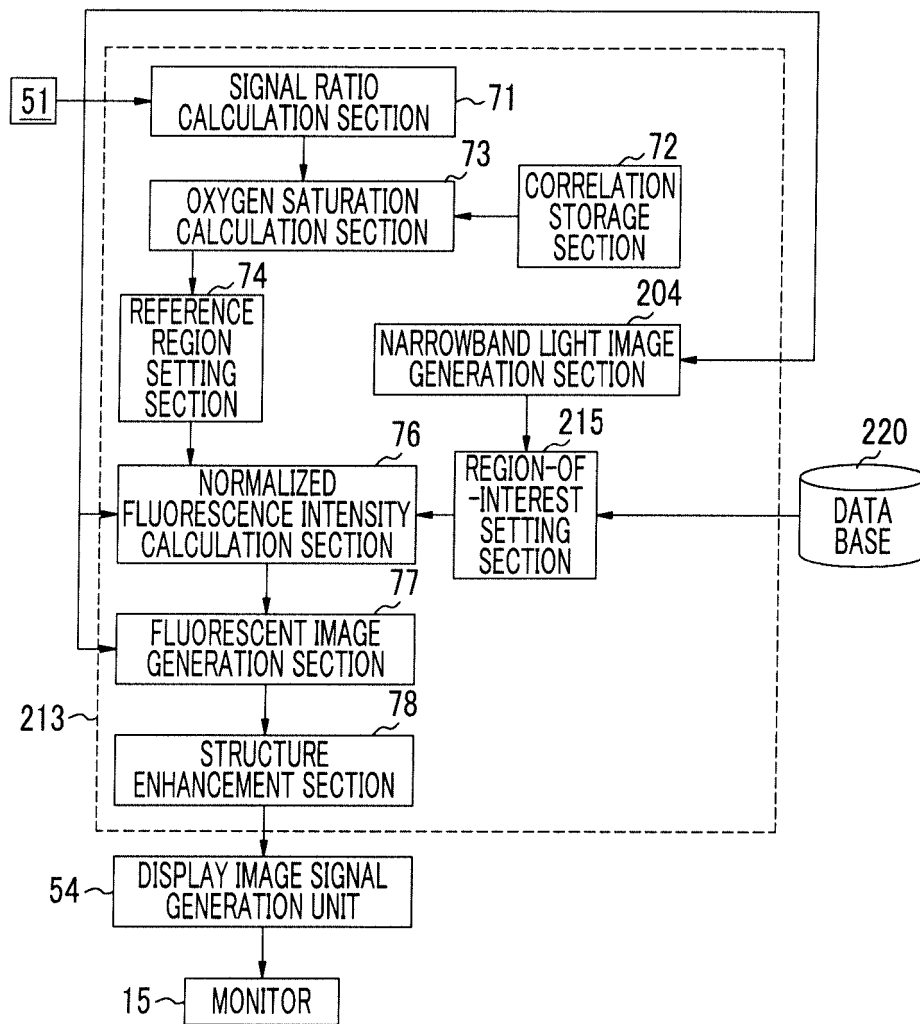 51
SIGNAL RATIO
CALCULATION SECTION
71
73
72
OXYGEN SATURATION
CALCULATION SECTION
CORRELATION
STORAGE
SECTION
74
REFERENCE
REGION
SETTING
SECTION
204
NARROWBAND LIGHT IMAGE
GENERATION SECTION
76
NORMALIZED
FLUORESCENCE INTENSITY
CALCULATION SECTION
215
REGION-OF
-INTEREST
SETTING
SECTION
220
DATA
BASE
77
FLUORESCENT IMAGE
GENERATION SECTION
213
78
STRUCTURE
ENHANCEMENT SECTION
54
DISPLAY IMAGE SIGNAL
GENERATION UNIT
15
MONITOR